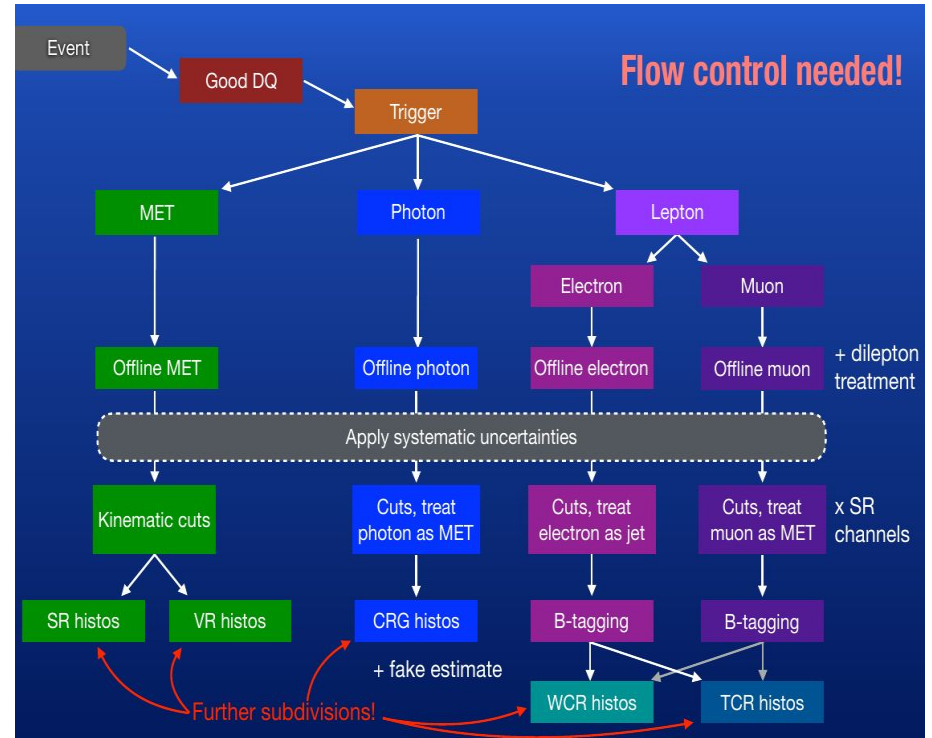 Event
Good DQ
Flow control needed!
Trigger
MET
Photon
Lepton
Electron
Muon
Offline MET
Offline photon
Offline electron
Offline muon
+ dilepton
treatment
Apply systematic uncertainties
Kinematic cuts
Cuts, treat
photon as MET
Cuts, treat
electron as jet
Cuts, treat
muon as MET
x SR
channels
SR histos
VR histos
CRG histos
B-tagging
B-tagging
+ fake estimate
Further subdivisions!
WCR histos
TCR histos